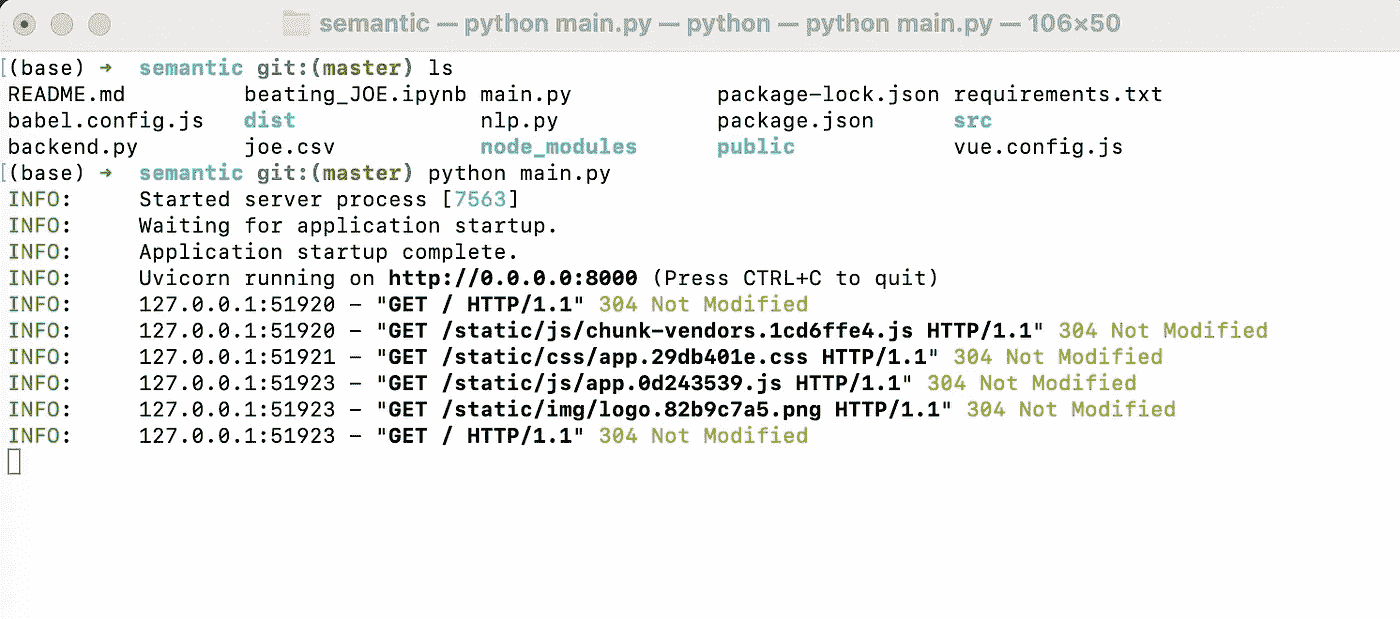 semantic — python main.py — python — python main.py — 106×50
(base) ➜  semantic git:(master) ls
README.md         beating_JOE.ipynb main.py           package-lock.json requirements.txt
babel.config.js   dist              nlp.py            package.json      src
backend.py        joe.csv           node_modules      public            vue.config.js
(base) ➜  semantic git:(master) python main.py
INFO:     Started server process [7563]
INFO:     Waiting for application startup.
INFO:     Application startup complete.
INFO:     Uvicorn running on http://0.0.0.0:8000 (Press CTRL+C to quit)
INFO:     127.0.0.1:51920 – "GET / HTTP/1.1" 304 Not Modified
INFO:     127.0.0.1:51920 – "GET /static/js/chunk-vendors.1cd6ffe4.js HTTP/1.1" 304 Not Modified
INFO:     127.0.0.1:51921 – "GET /static/css/app.29db401e.css HTTP/1.1" 304 Not Modified
INFO:     127.0.0.1:51923 – "GET /static/js/app.0d243539.js HTTP/1.1" 304 Not Modified
INFO:     127.0.0.1:51923 – "GET /static/img/logo.82b9c7a5.png HTTP/1.1" 304 Not Modified
INFO:     127.0.0.1:51923 – "GET / HTTP/1.1" 304 Not Modified